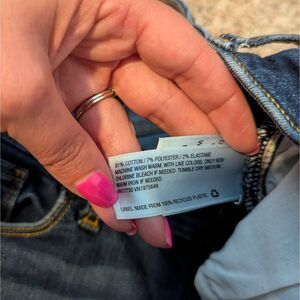 91% COTTON / 7% POLYESTER / 2% ELASTANE
MACHINE WASH WARM, WITH LIKE COLORS. ONLY NON
CHLORINE BLEACH IF NEEDED. TUMBLE DRY MEDIUM.
WARM IRON IF NEEDED.
VN1975649
LABEL MADE FROM 100% RECYCLED PLASTIC